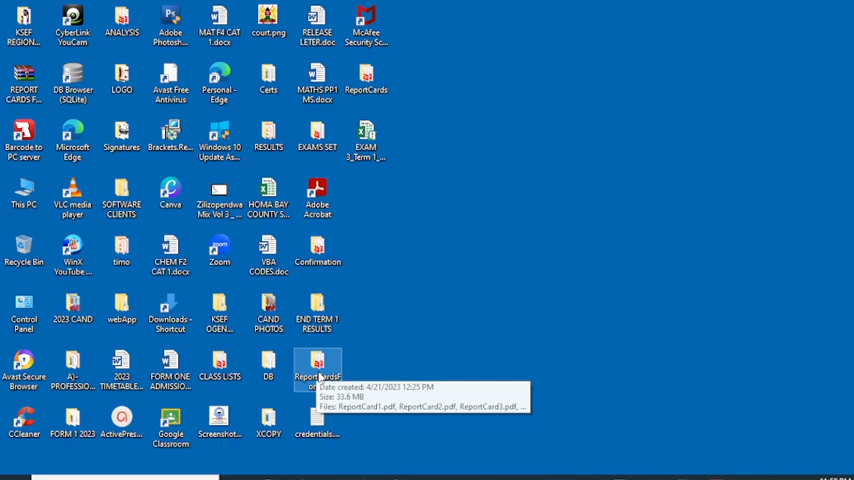 KSEF
REGION...
CyberLink
YouCam
ANALYSIS
Adobe
Photosh...
MAT F4 CAT
1.docx
court.png
RELEASE
LETER.doc
McAfee
Security Sc...
REPORT
CARDS F...
DB Browser
(SQLite)
LOGO
Avast Free
Antivirus
Personal -
Edge
Certs
MATHS PP1
MS.docx
ReportCards
Barcode to
PC server
Microsoft
Edge
Signatures
Brackets.Re...
Windows 10
Update As...
RESULTS
EXAMS SET
EXAM
3_Term 1_...
This PC
VLC media
player
SOFTWARE
CLIENTS
Canva
Zilizopendwa
Mix Vol 3 _ ...
HOMA BAY
COUNTY S...
Adobe
Acrobat
Recycle Bin
WinX
YouTube ...
timo
CHEM F2
CAT 1.docx
Zoom
VBA
CODES.doc
Confirmation
Control
Panel
2023 CAND
webApp
Downloads -
Shortcut
KSEF
OGEN...
CAND
PHOTOS
END TERM 1
RESULTS
Avast Secure
Browser
A)-
PROFESSIO...
2023
TIMETABLE...
FORM ONE
ADMISSIO...
CLASS LISTS
DB
Date created: 4/21/2023 12:25 PM
Size: 33.6 MB
Files: ReportCard1.pdf, ReportCard2.pdf, ReportCard3.pdf, ...
CCleaner
FORM 1 2023
ActivePres...
Google
Classroom
Screenshot...
XCOPY
credentials....